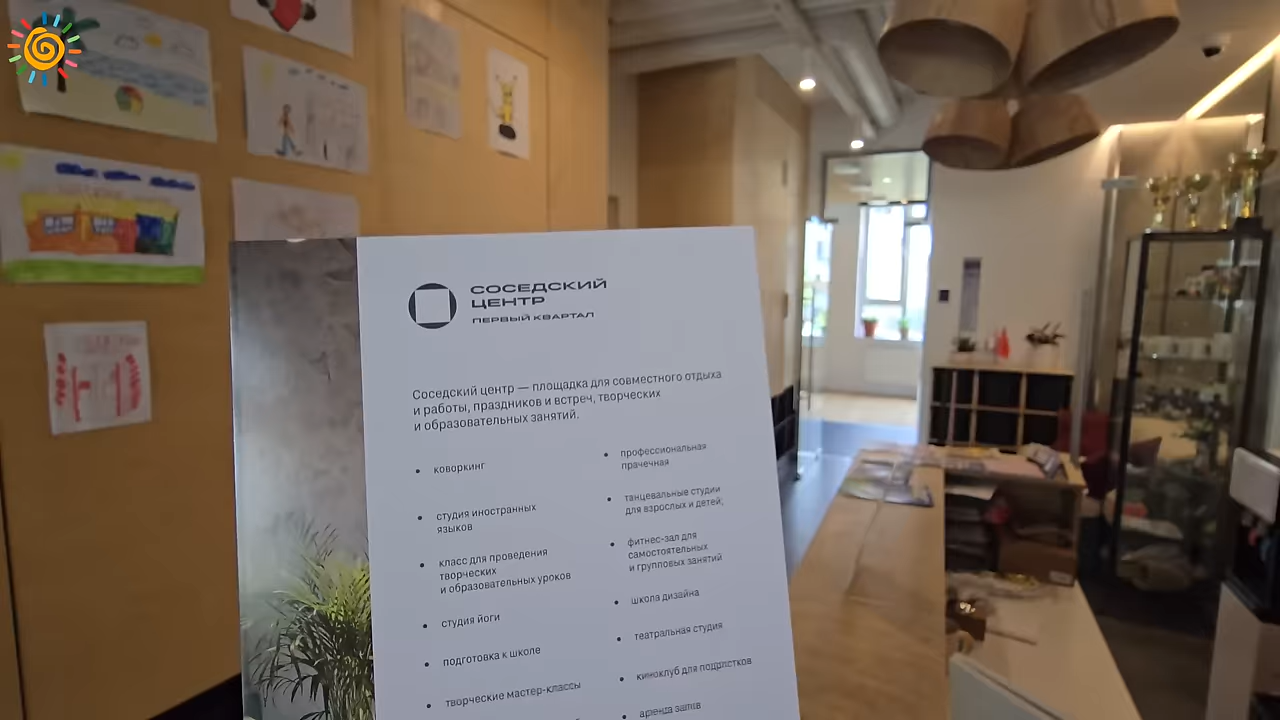 СОСЕДСКИЙ
ЦЕНТР
ПЕРВЫЙ КВАРТАЛ
Соседский центр — площадка для совместного отдыха
и работы, праздников и встреч, творческих
и образовательных занятий.
• коворкинг
• студия иностранных
языков
• класс для проведения
творческих
и образовательных уроков
• студия йоги
• подготовка к школе
• творческие мастер-классы
• профессиональная
прачечная
• танцевальные студии
для взрослых и детей;
• фитнес-зал для
самостоятельных
и групповых занятий
• школа дизайна
• театральная студия
• киноклуб для подростков
• аренда залов